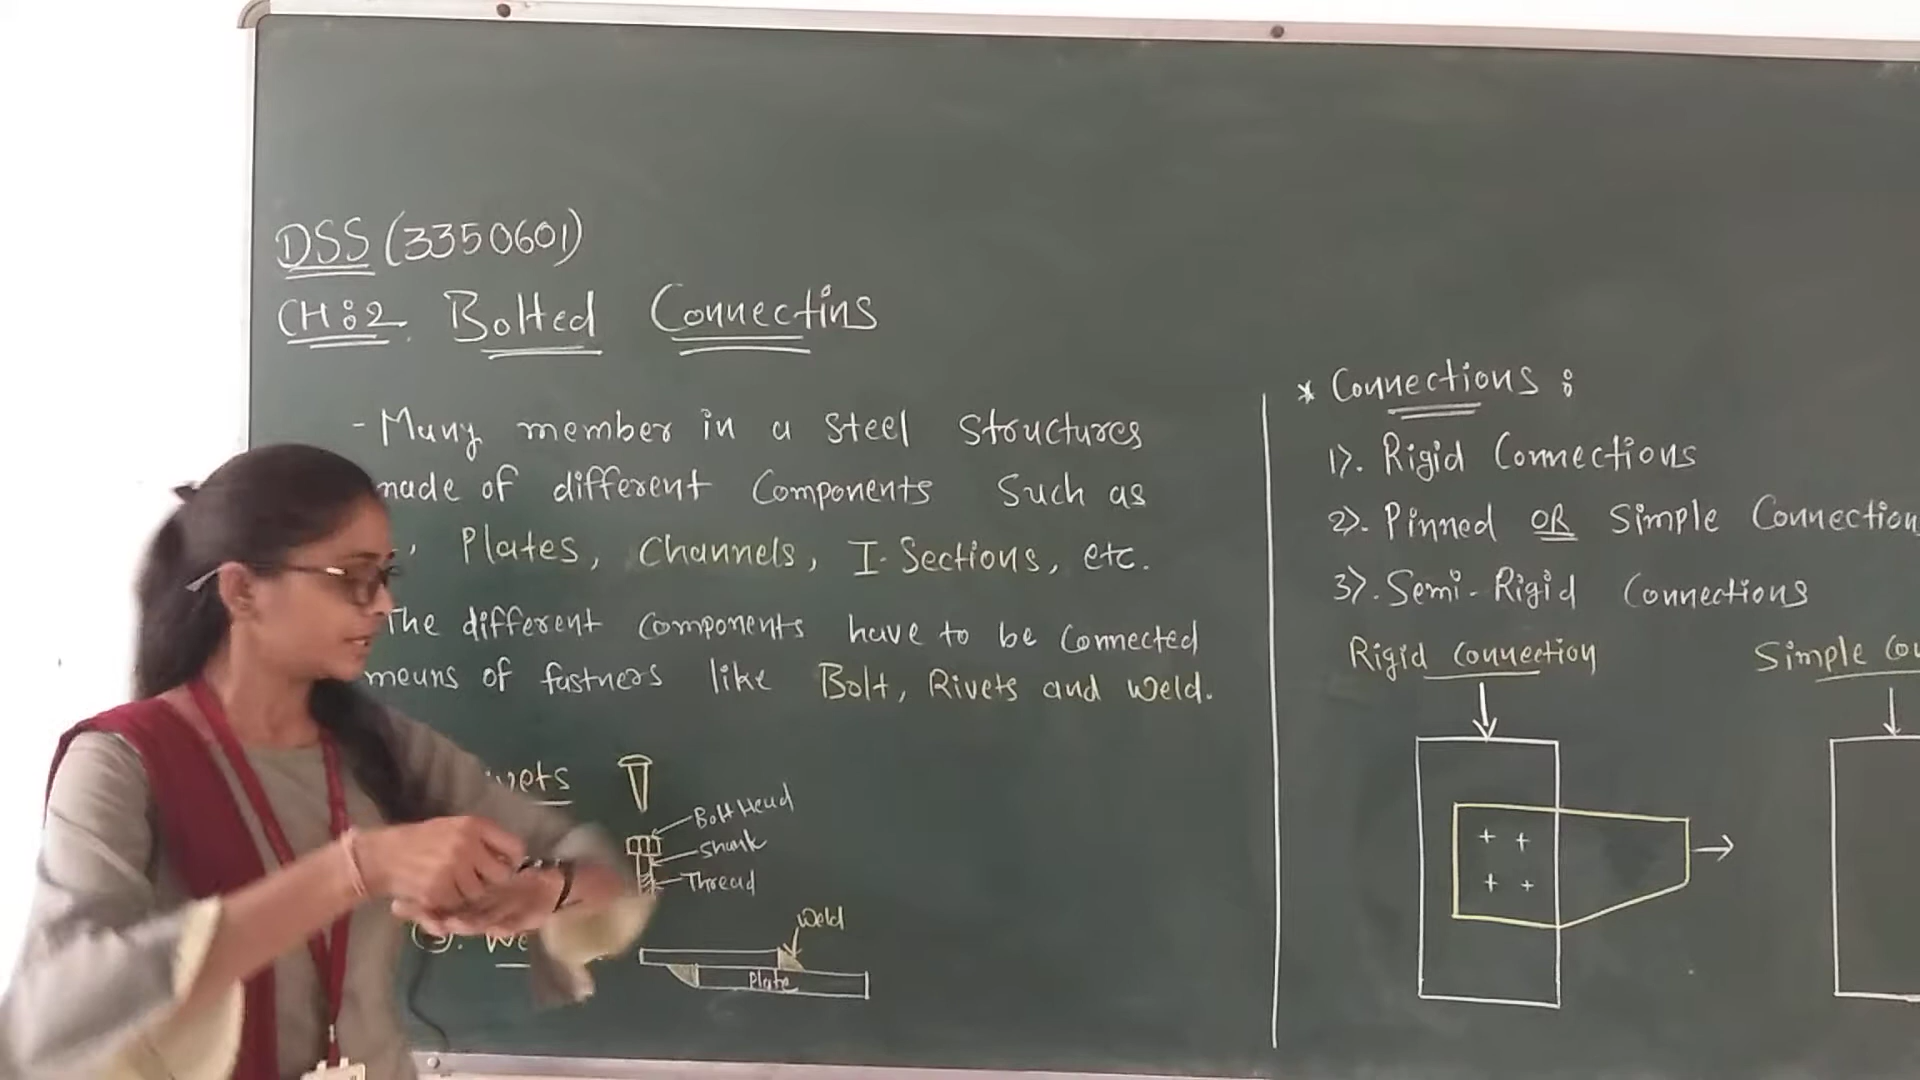 DSS (3350601)
CH:2. Bolted Connectins
- Many member in a steel structures
made of different components such as
, Plates, Channels, I-Sections, etc.
The different components have to be connected
means of fastners like Bolt, Rivets and Weld.
Bolt Head
Shank
Thread
Weld
Plate
* Connections :
1). Rigid Connections
2). Pinned OR Simple Connection
3). Semi-Rigid Connections
Rigid connection
Simple